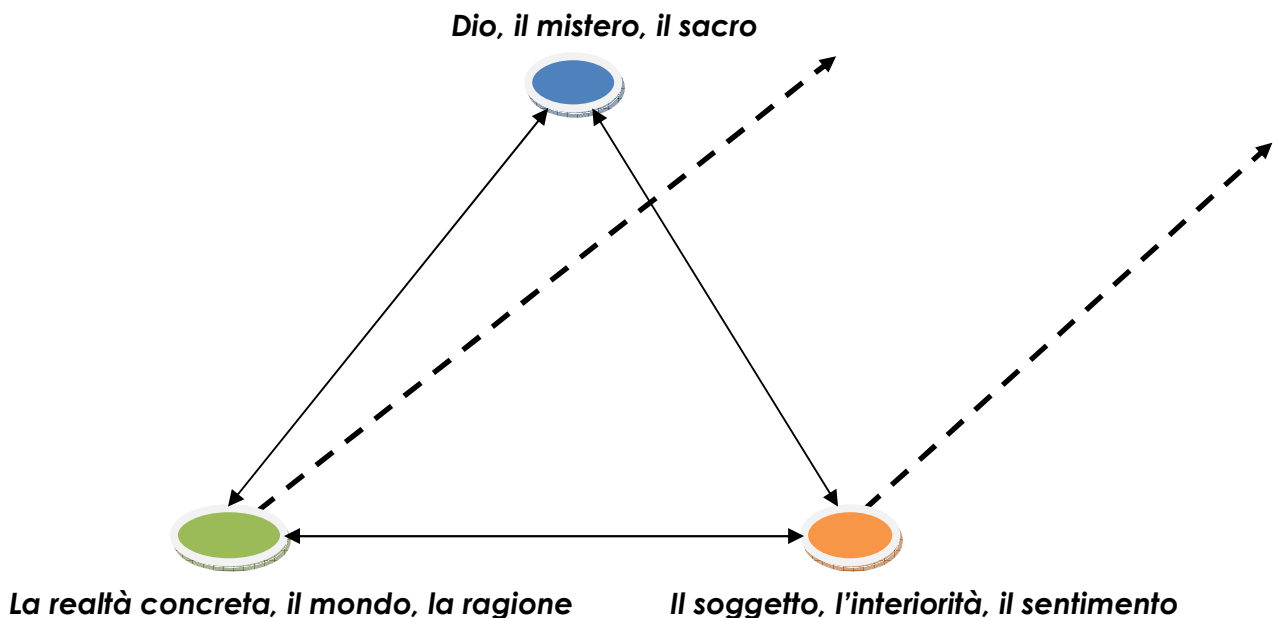 Dio, il mistero, il sacro
La realtà concreta, il mondo, la ragione
Il soggetto, l’interiorità, il sentimento